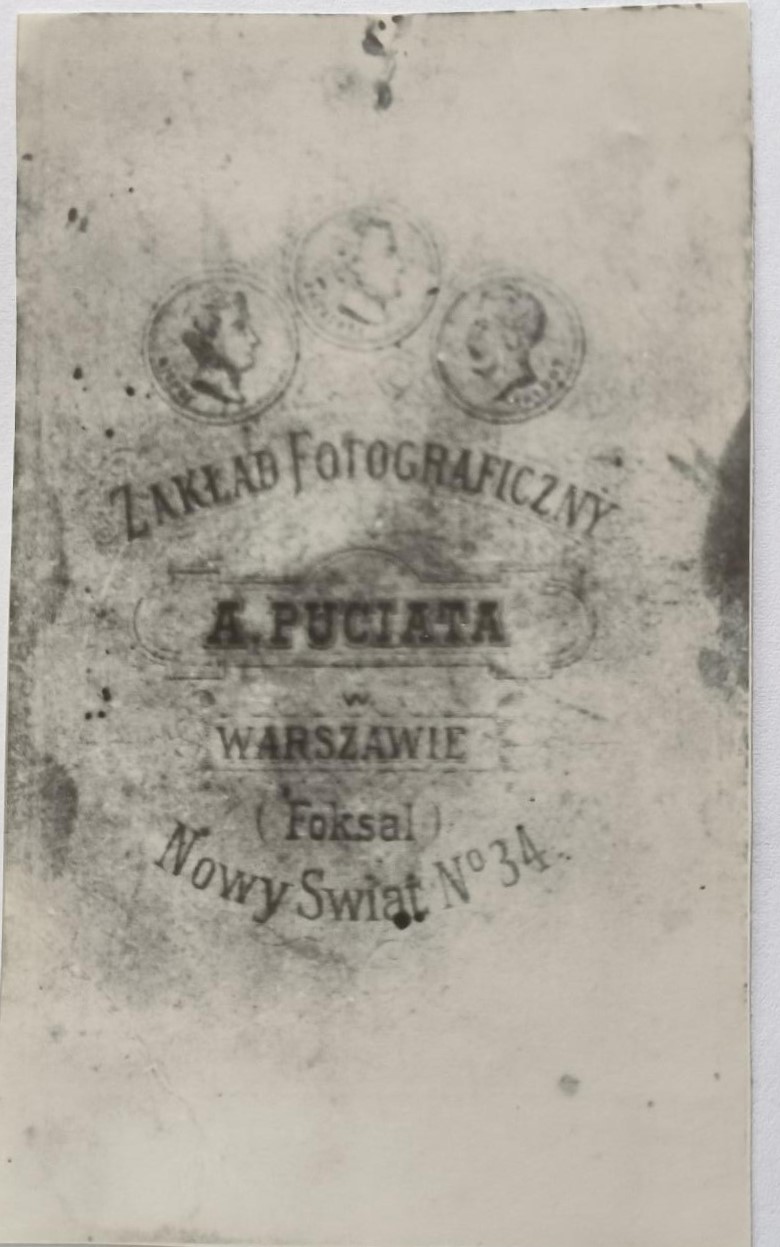 ZAKŁAD FOTOGRAFICZNY
A. PUCIATA
w
WARSZAWIE
(Foksal)
Nowy Swiat Nº 34.